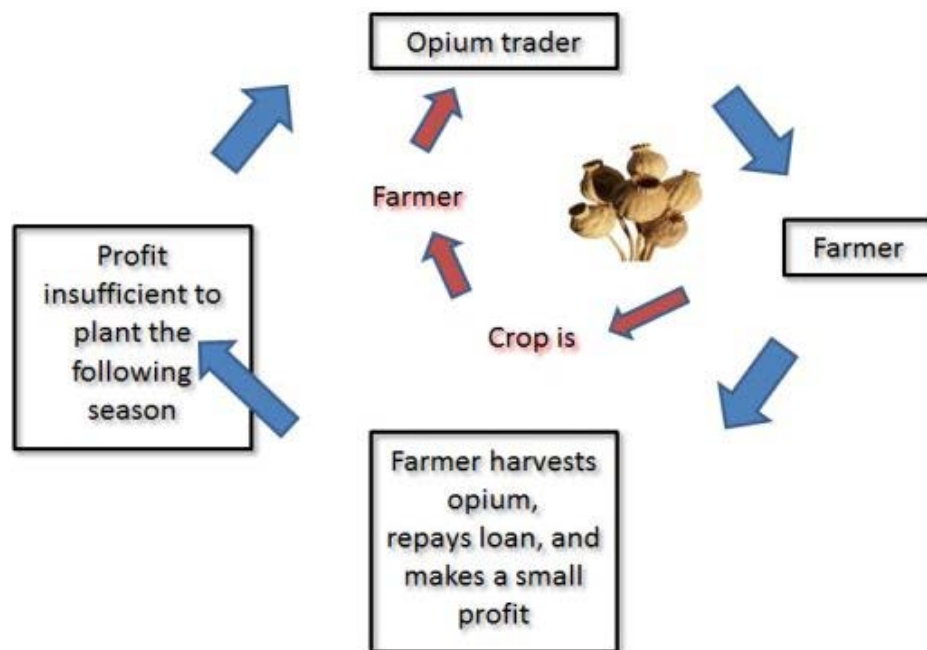 Opium trader
Farmer
Farmer
Crop is
Profit
insufficient to
plant the
following
season
Farmer harvests
opium,
repays loan, and
makes a small
profit